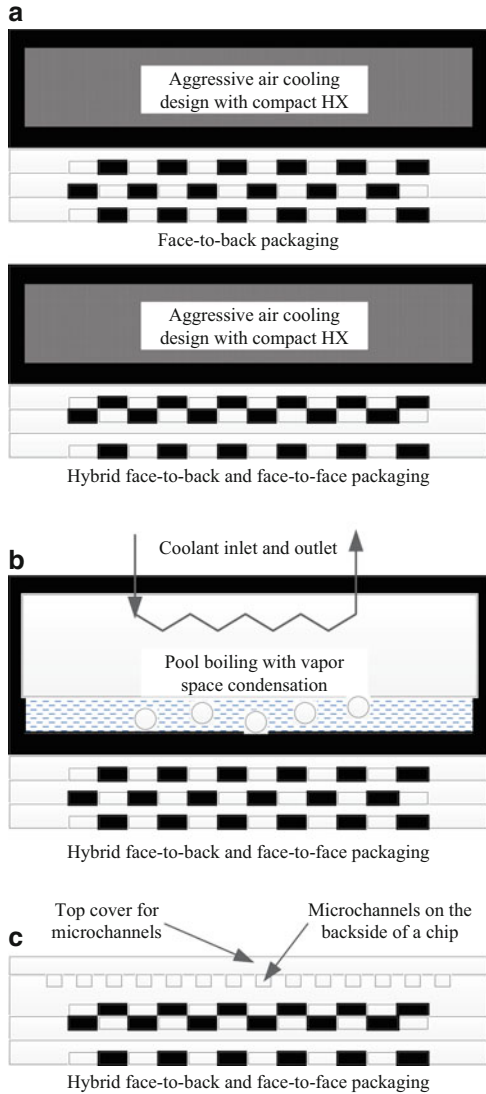 a
Aggressive air cooling
design with compact HX
Face-to-back packaging
Aggressive air cooling
design with compact HX
Hybrid face-to-back and face-to-face packaging
b
Coolant inlet and outlet
Pool boiling with vapor
space condensation
Hybrid face-to-back and face-to-face packaging
c
Top cover for
microchannels
Microchannels on the
backside of a chip
Hybrid face-to-back and face-to-face packaging